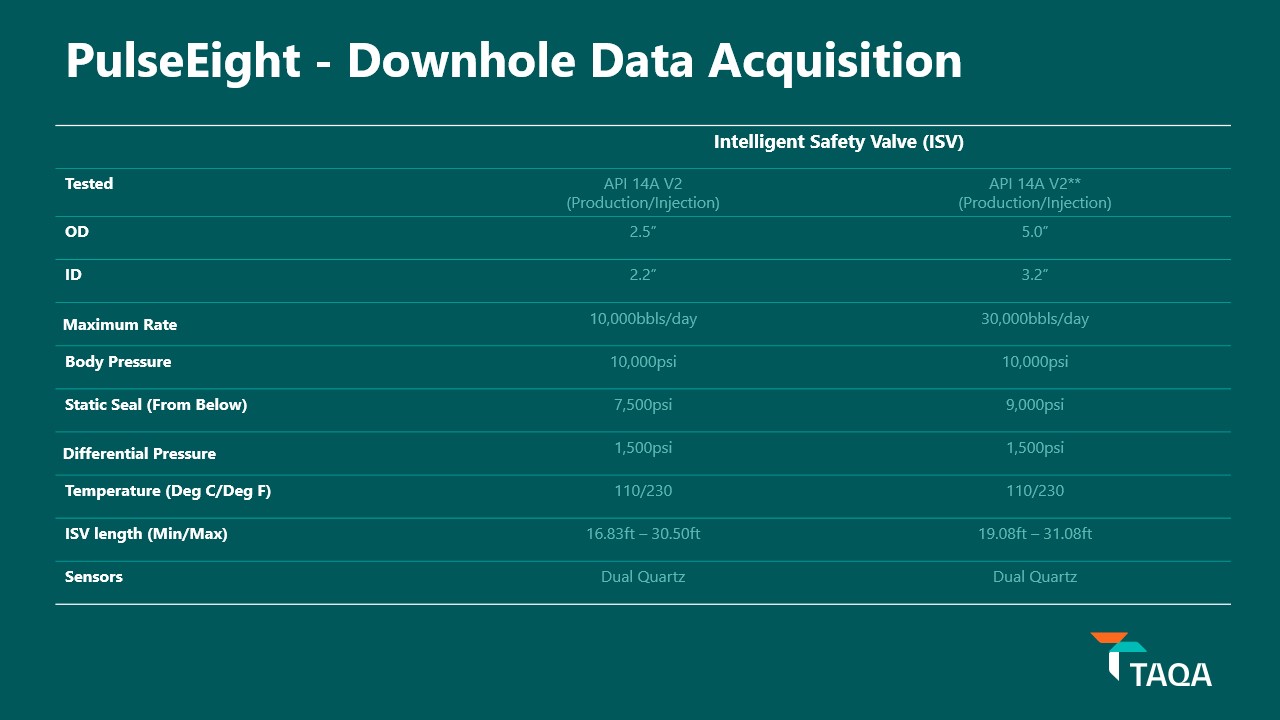 PulseEight - Downhole Data Acquisition
Intelligent Safety Valve (ISV)
Tested API 14A V2 API 14A V2**
(Production/Injection) (Production/Injection)
OD 2.5” 5.0”
ID 2.2” 3.2”
Maximum Rate 10,000bbls/day 30,000bbls/day
Body Pressure 10,000psi 10,000psi
Static Seal (From Below) 7,500psi 9,000psi
Differential Pressure 1,500psi 1,500psi
Temperature (Deg C/Deg F) 110/230 110/230
ISV length (Min/Max) 16.83ft – 30.50ft 19.08ft – 31.08ft
Sensors Dual Quartz Dual Quartz
TAQA